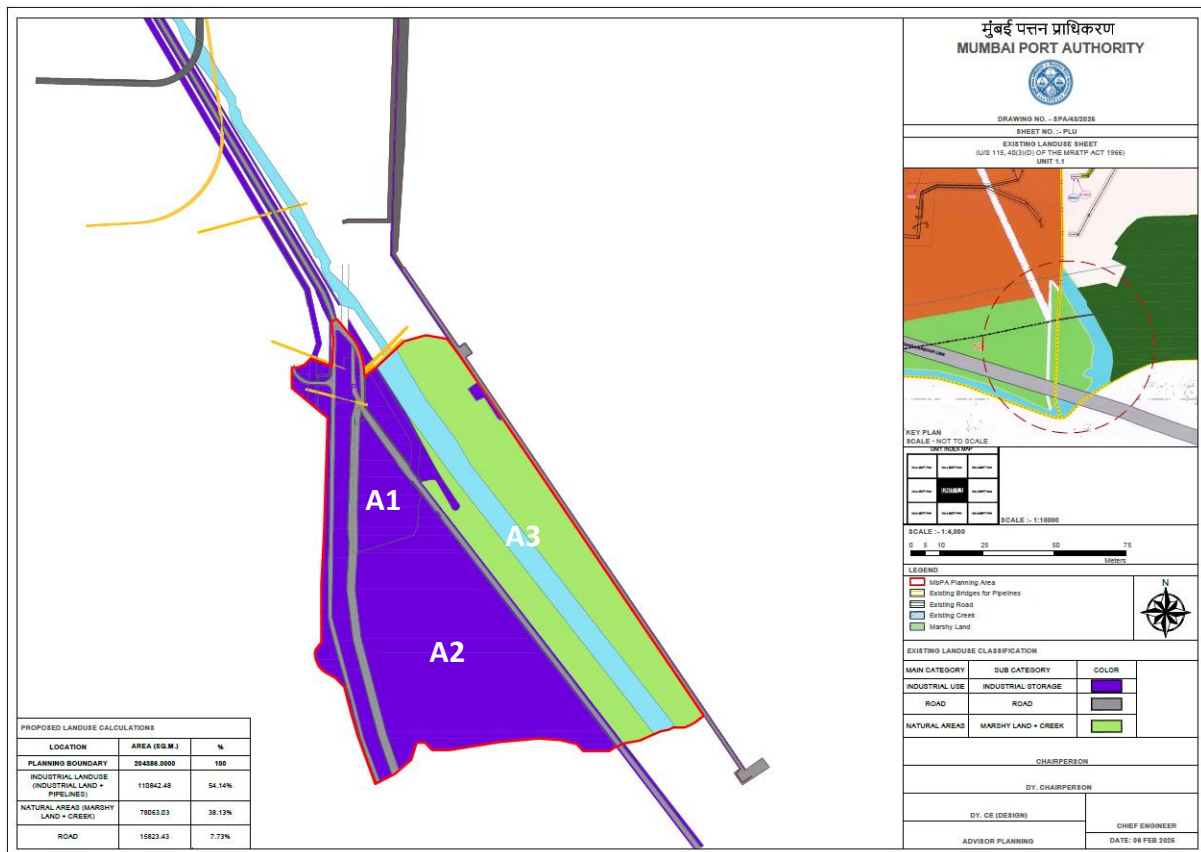 मुंबई पत्तन प्राधिकरण
MUMBAI PORT AUTHORITY
DRAWING NO. - SPA/43/2026
SHEET NO. :- PLU
EXISTING LANDUSE SHEET
(U/S 115, 40(3)(D) OF THE MR&TP ACT 1966)
UNIT 1.1
KEY PLAN
SCALE - NOT TO SCALE
UNIT INDEX MAP
UNIT-1.1
SCALE :- 1:10000
SCALE :- 1:4,000
0 5 10 25 50 75
Meters
LEGEND
MbPA Planning Area
Existing Bridges for Pipelines
Existing Road
Existing Creek
Marshy Land
N
EXISTING LANDUSE CLASSIFICATION
MAIN CATEGORY SUB CATEGORY COLOR
INDUSTRIAL USE INDUSTRIAL STORAGE
ROAD ROAD
NATURAL AREAS MARSHY LAND + CREEK
CHAIRPERSON
DY. CHAIRPERSON
DY. CE (DESIGN)
CHIEF ENGINEER
ADVISOR PLANNING
DATE: 06 FEB 2026
A1
A3
A2
PROPOSED LANDUSE CALCULATIONS
LOCATION AREA (SQ.M.) %
PLANNING BOUNDARY 204386.0000 100
INDUSTRIAL LANDUSE
(INDUSTRIAL LAND +
PIPELINES) 110842.48 54.14%
NATURAL AREAS (MARSHY
LAND + CREEK) 78063.03 38.13%
ROAD 15823.43 7.73%